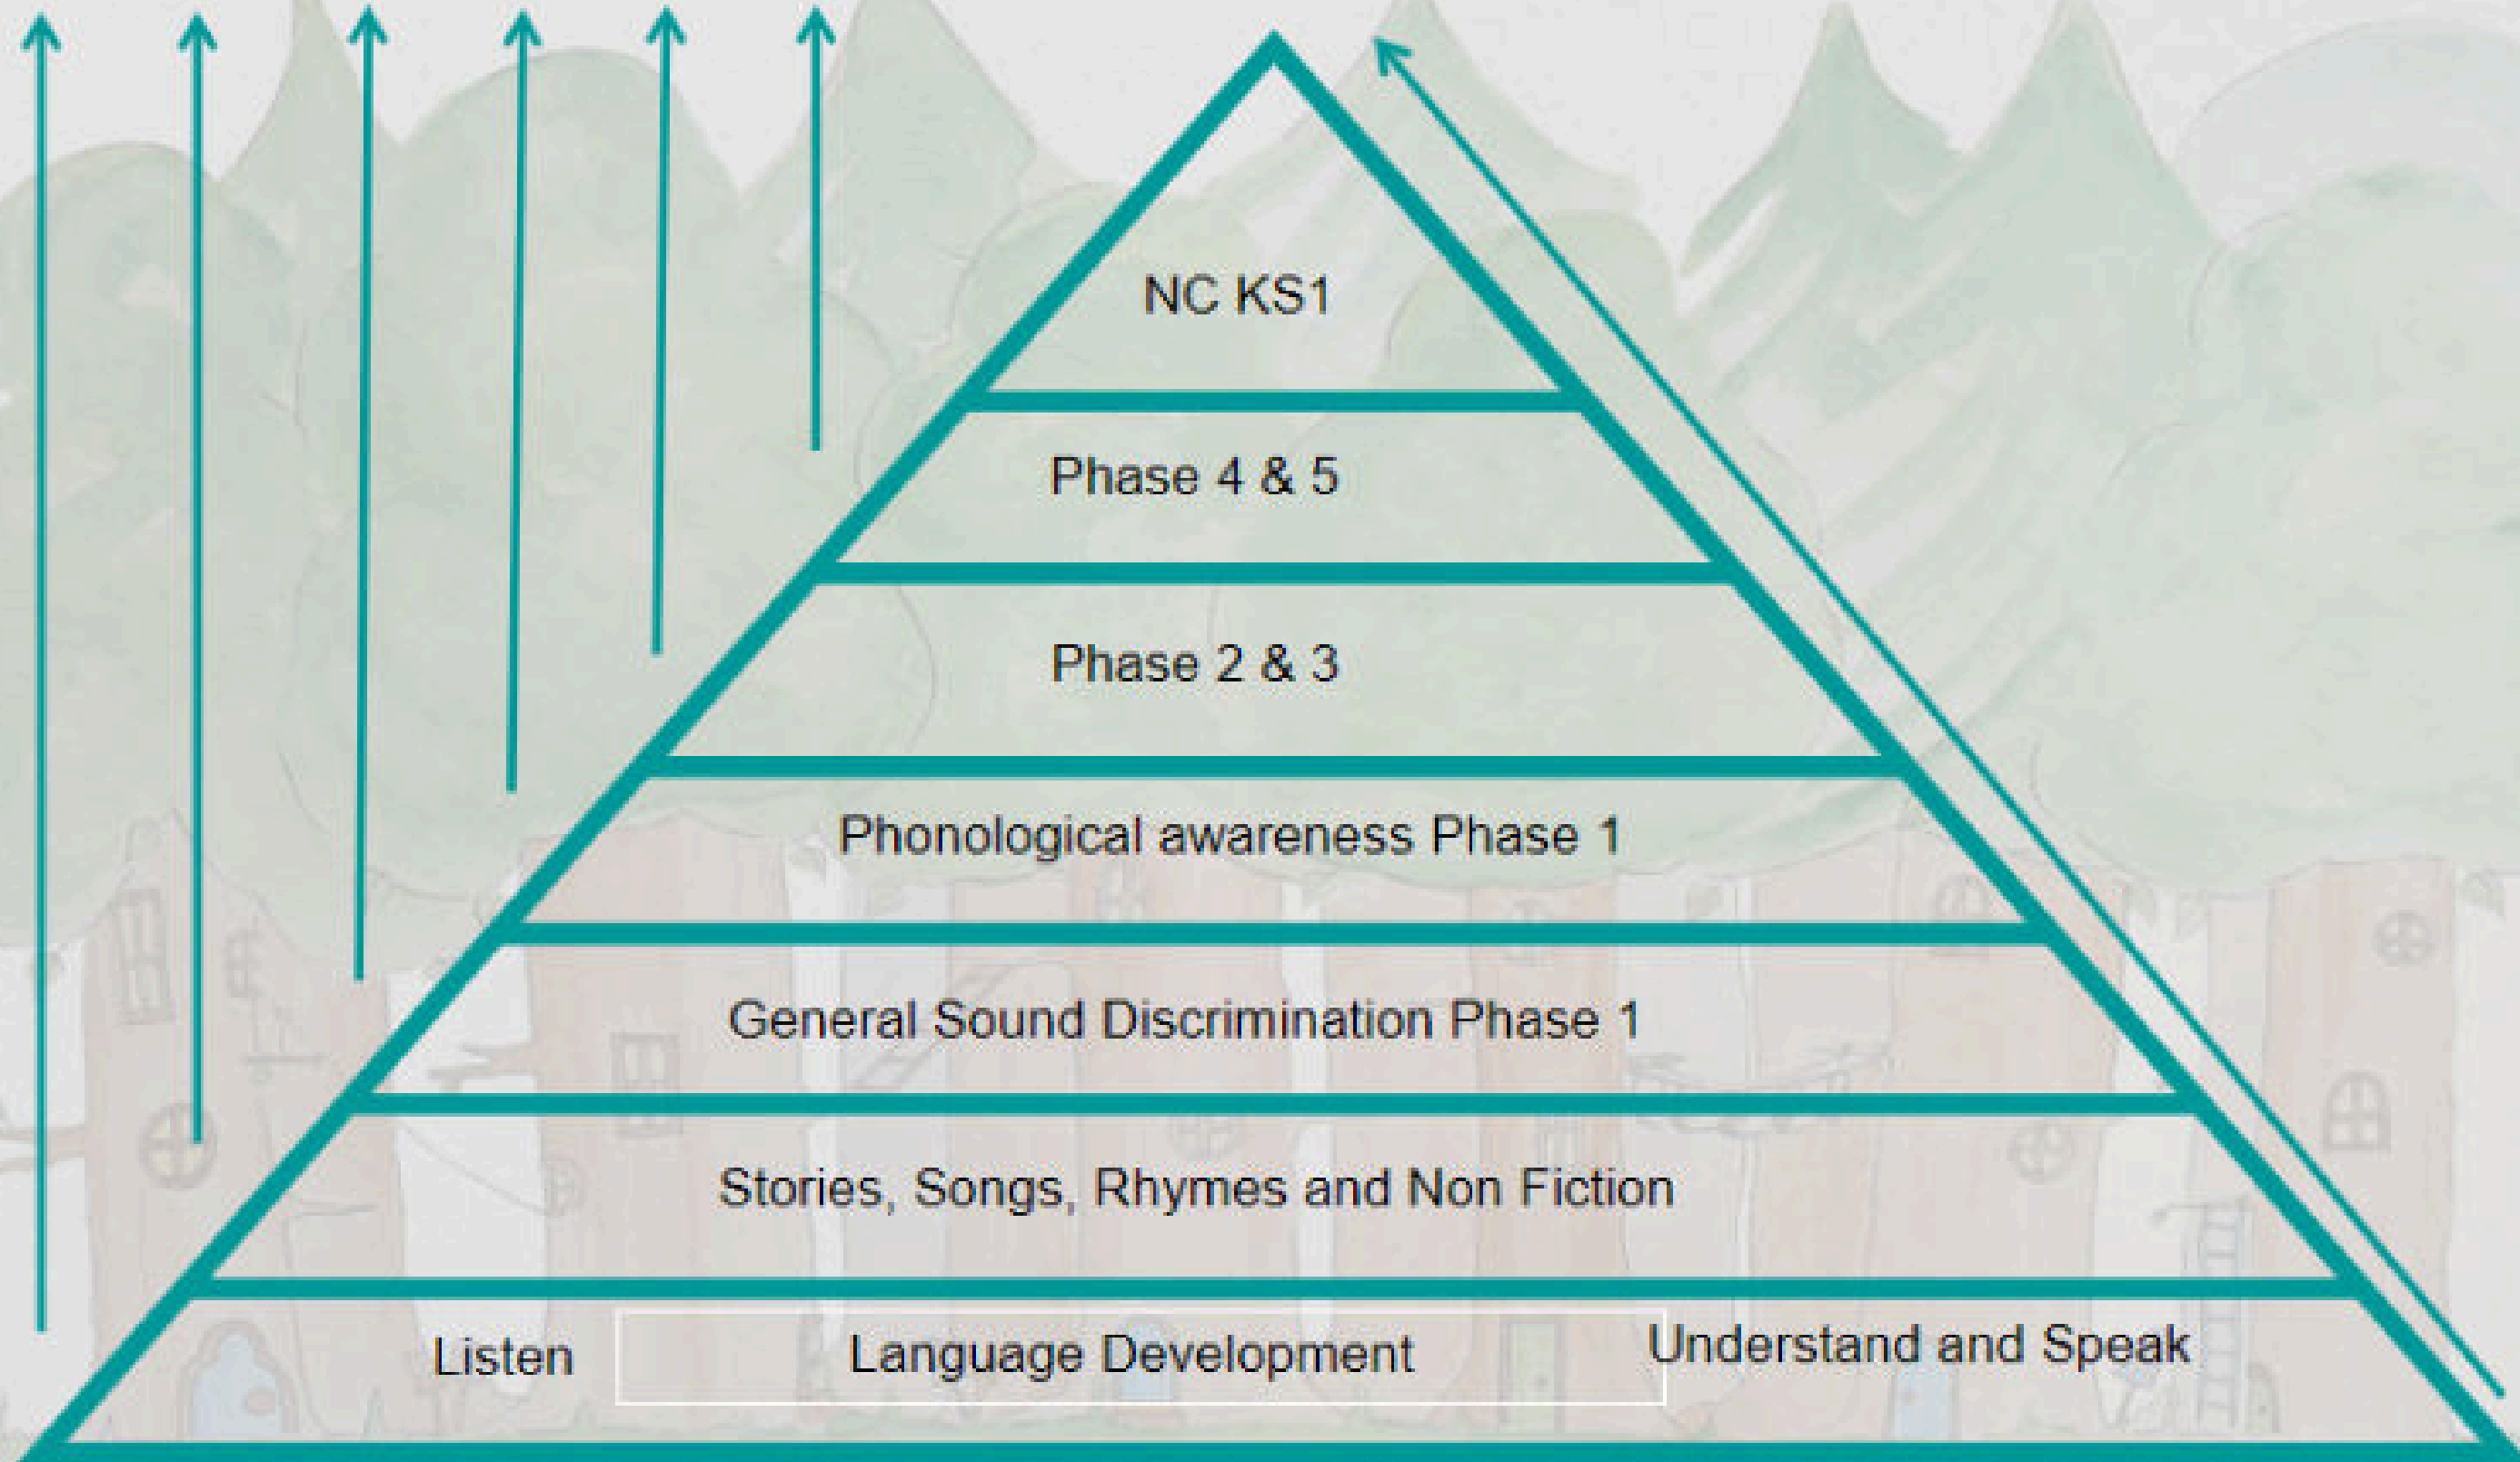 NC KS1
Phase 4 & 5
Phase 2 & 3
Phonological awareness Phase 1
General Sound Discrimination Phase 1
Stories, Songs, Rhymes and Non Fiction
Listen Language Development Understand and Speak